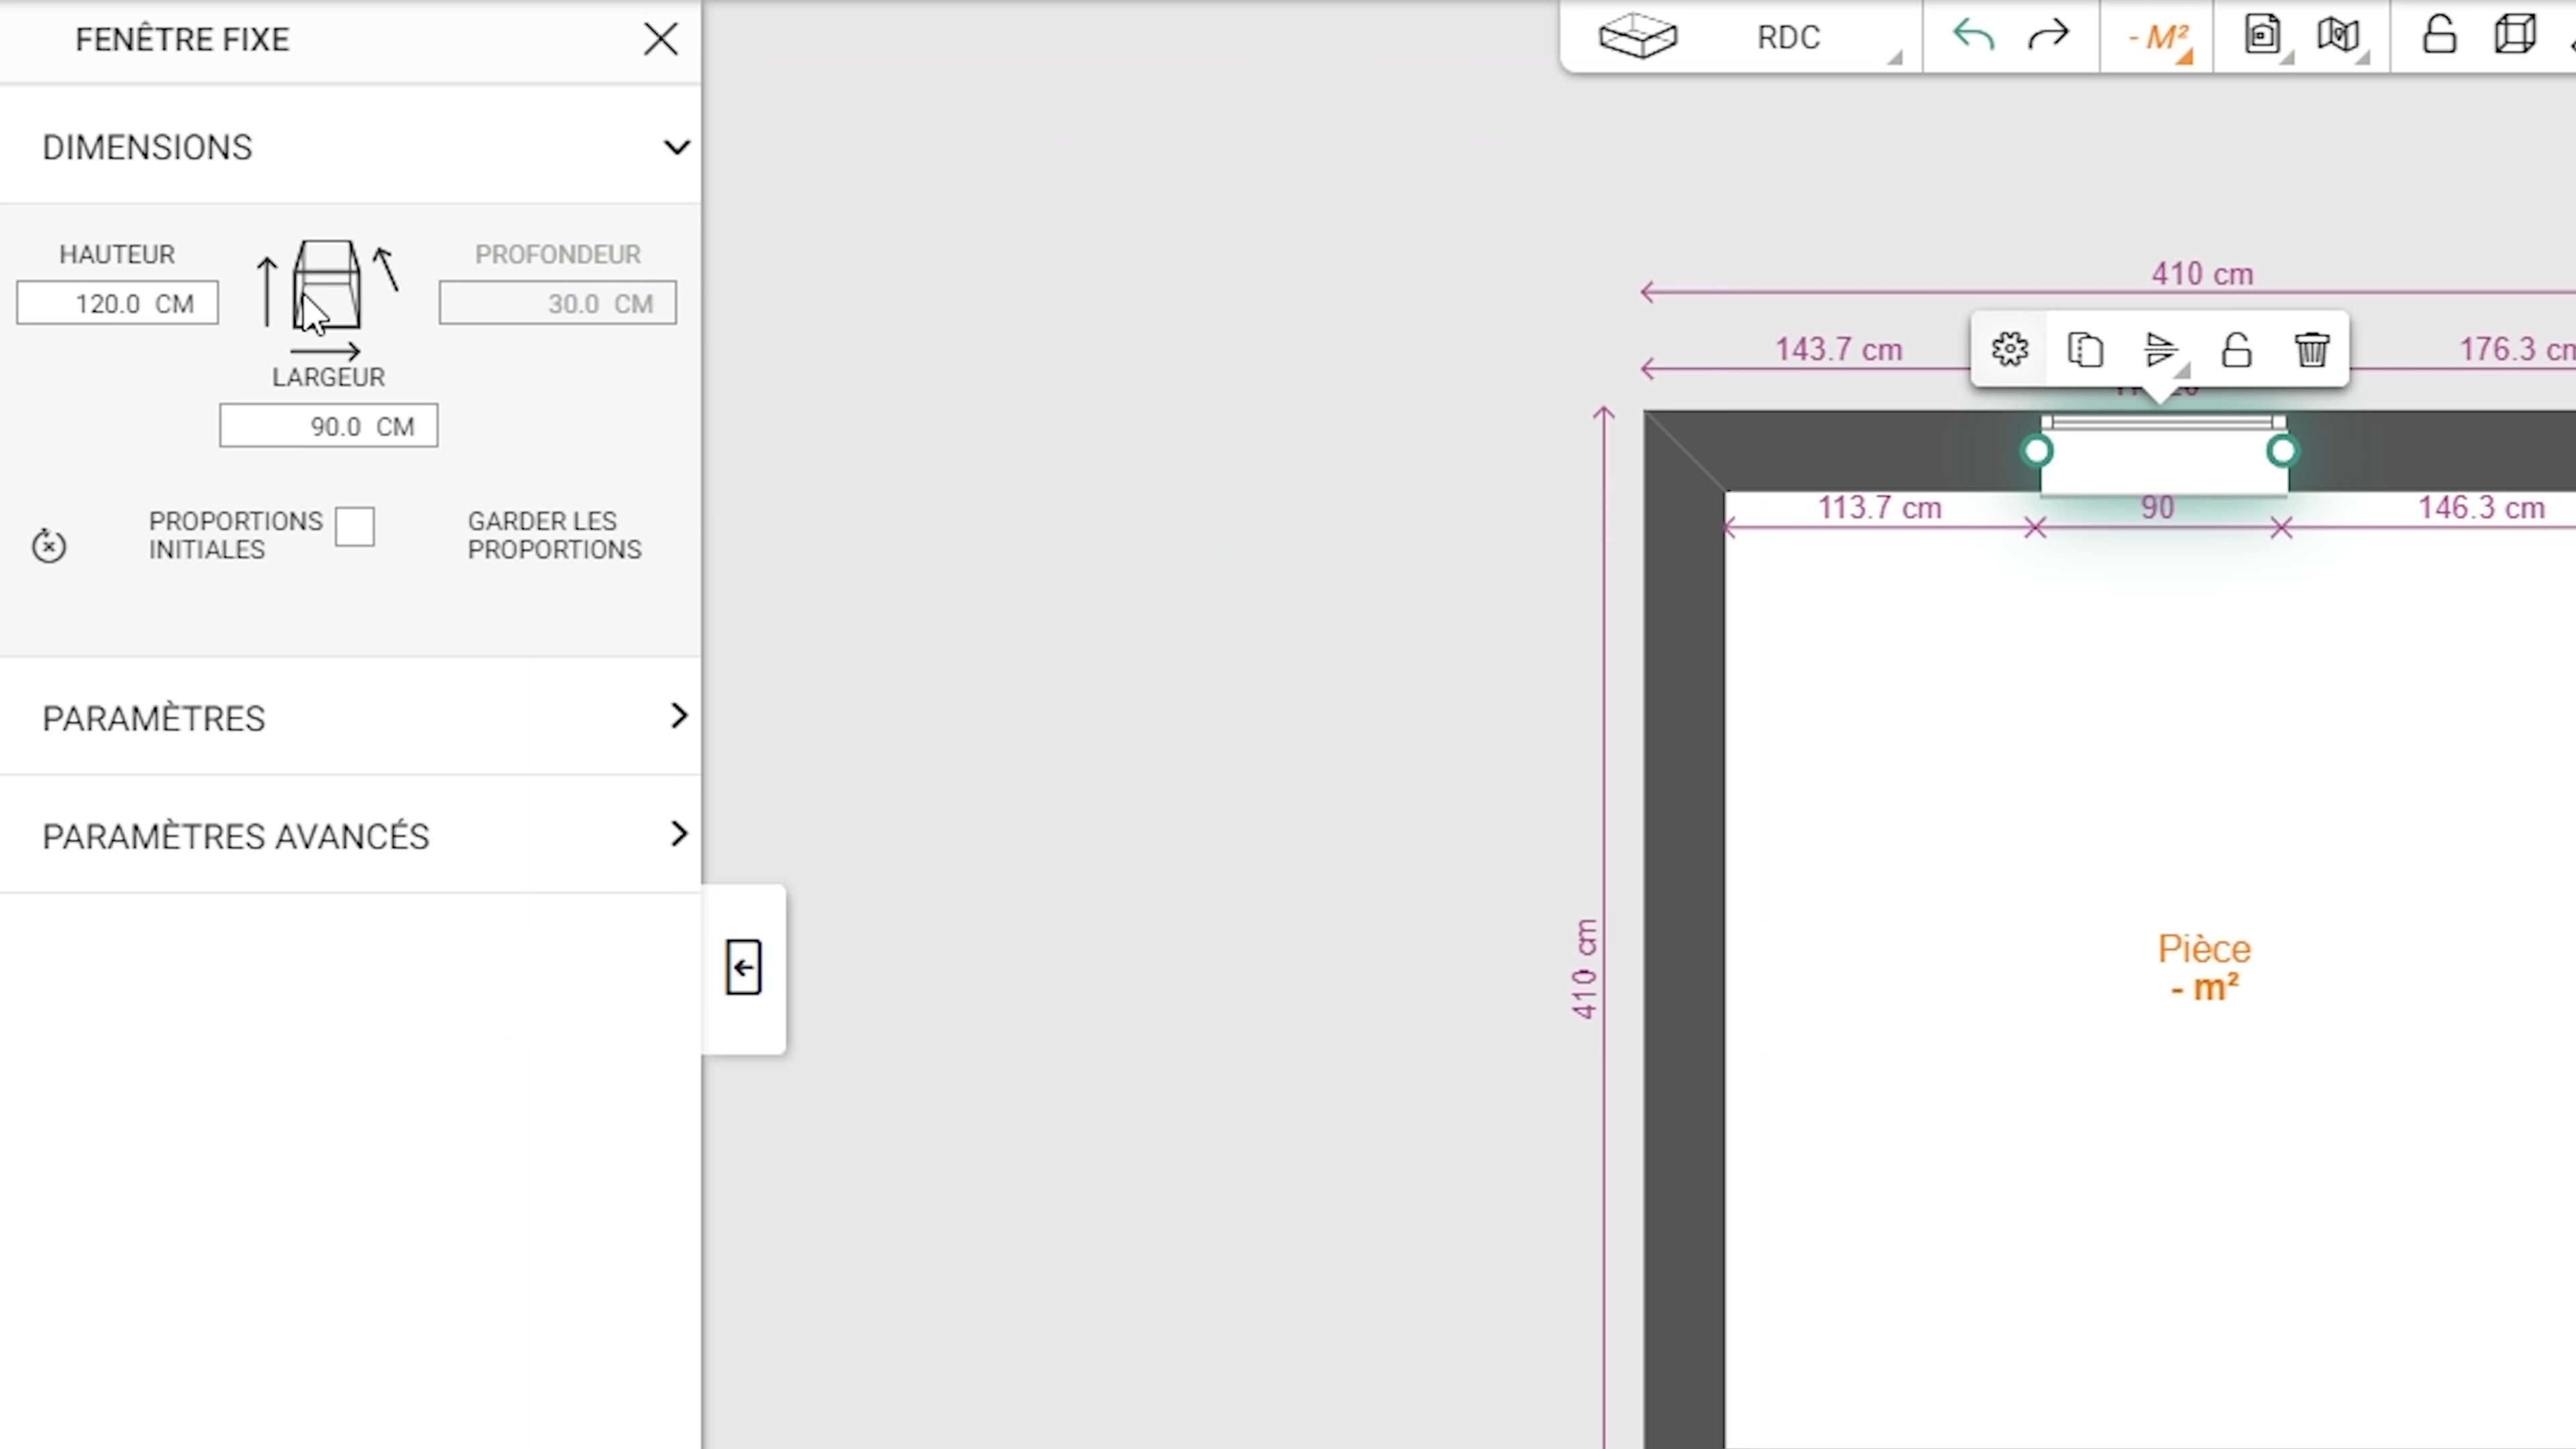 FENÊTRE FIXE
DIMENSIONS
HAUTEUR
PROFONDEUR
120.0 CM
30.0 CM
LARGEUR
90.0 CM
PROPORTIONS
INITIALES
GARDER LES
PROPORTIONS
PARAMÈTRES
PARAMÈTRES AVANCÉS
RDC
- M²
410 cm
143.7 cm
176.3 cm
113.7 cm
90
146.3 cm
410 cm
Pièce
- m²